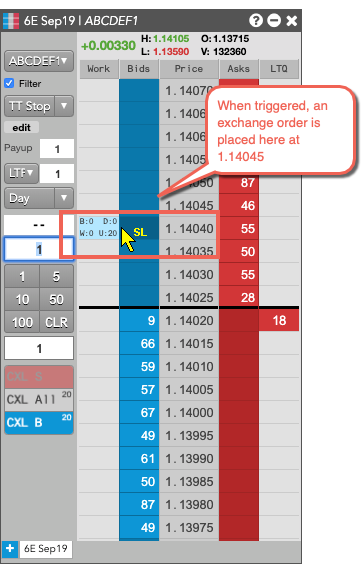 6E Sep19 | ABCDEF1
+0.00330 H: 1.14105 O: 1.13715
L: 1.13590 V: 132360
ABCDEF1
Filter
TT Stop
edit
Payup 1
LTP 1
Day
--
1
1 5
10 50
100 CLR
1
CXL S
CXL All 20
CXL B 20
Work Bids Price Asks LTQ
1.14070
1.1406
1.1406
1.1405
1.14050 87
1.14045 46
B:0 D:0
W:0 U:20
SL 1.14040 55
1.14035 50
1.14030 55
1.14025 28
9 1.14020 18
66 1.14015
59 1.14010
57 1.14005
67 1.14000
49 1.13995
61 1.13990
50 1.13985
87 1.13980
49 1.13975
When triggered, an
exchange order is
placed here at
1.14045
+ 6E Sep19